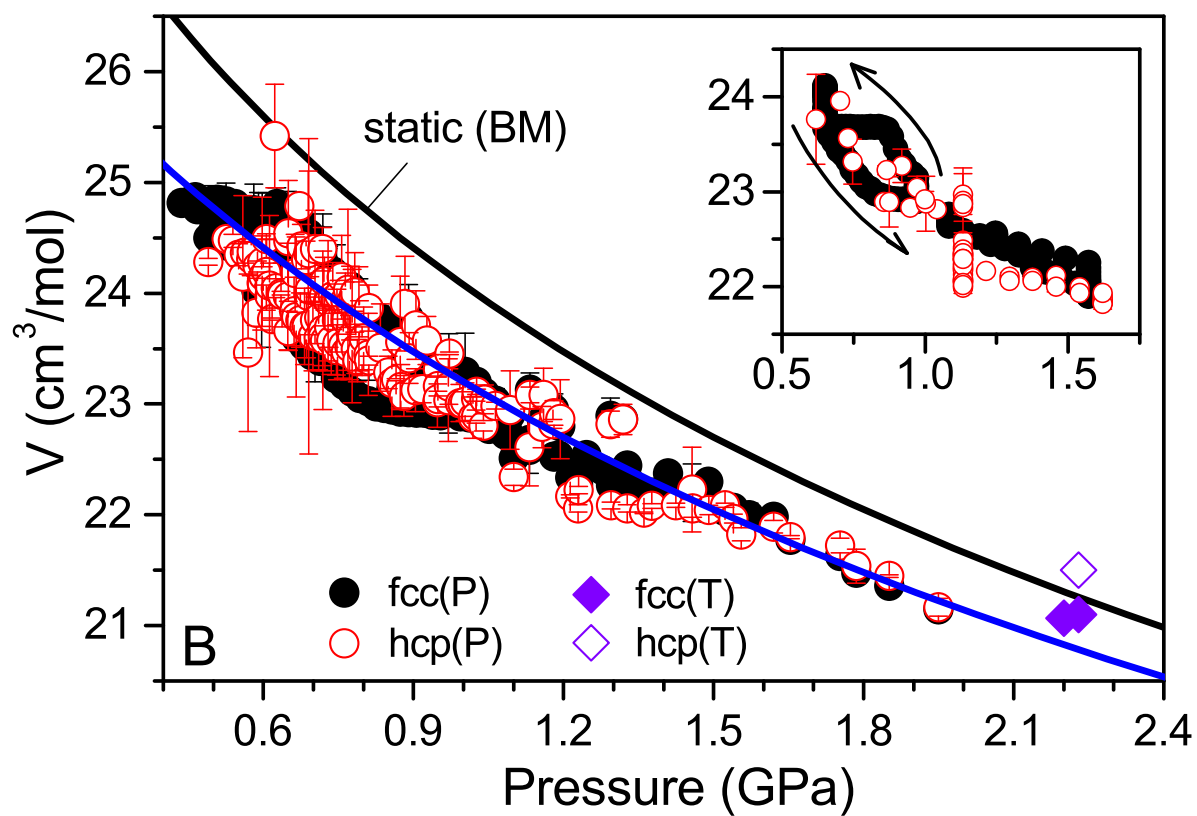 26
25
24
23
22
21
V (cm³/mol)
static (BM)
24
23
22
0.5 1.0 1.5
fcc(P) fcc(T)
hcp(P) hcp(T)
B
0.6 0.9 1.2 1.5 1.8 2.1 2.4
Pressure (GPa)